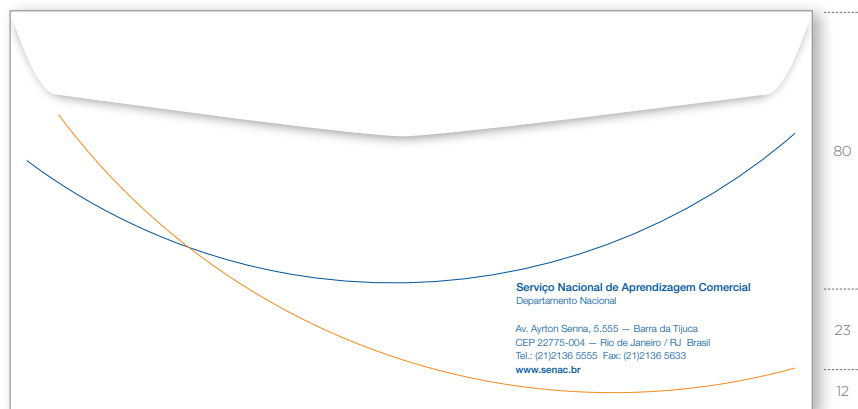 80
Serviço Nacional de Aprendizagem Comercial
Departamento Nacional
Av. Ayrton Senna, 5.555 — Barra da Tijuca
CEP 22775-004 — Rio de Janeiro / RJ  Brasil
Tel.: (21)2136 5555  Fax: (21)2136 5633
www.senac.br
23
12